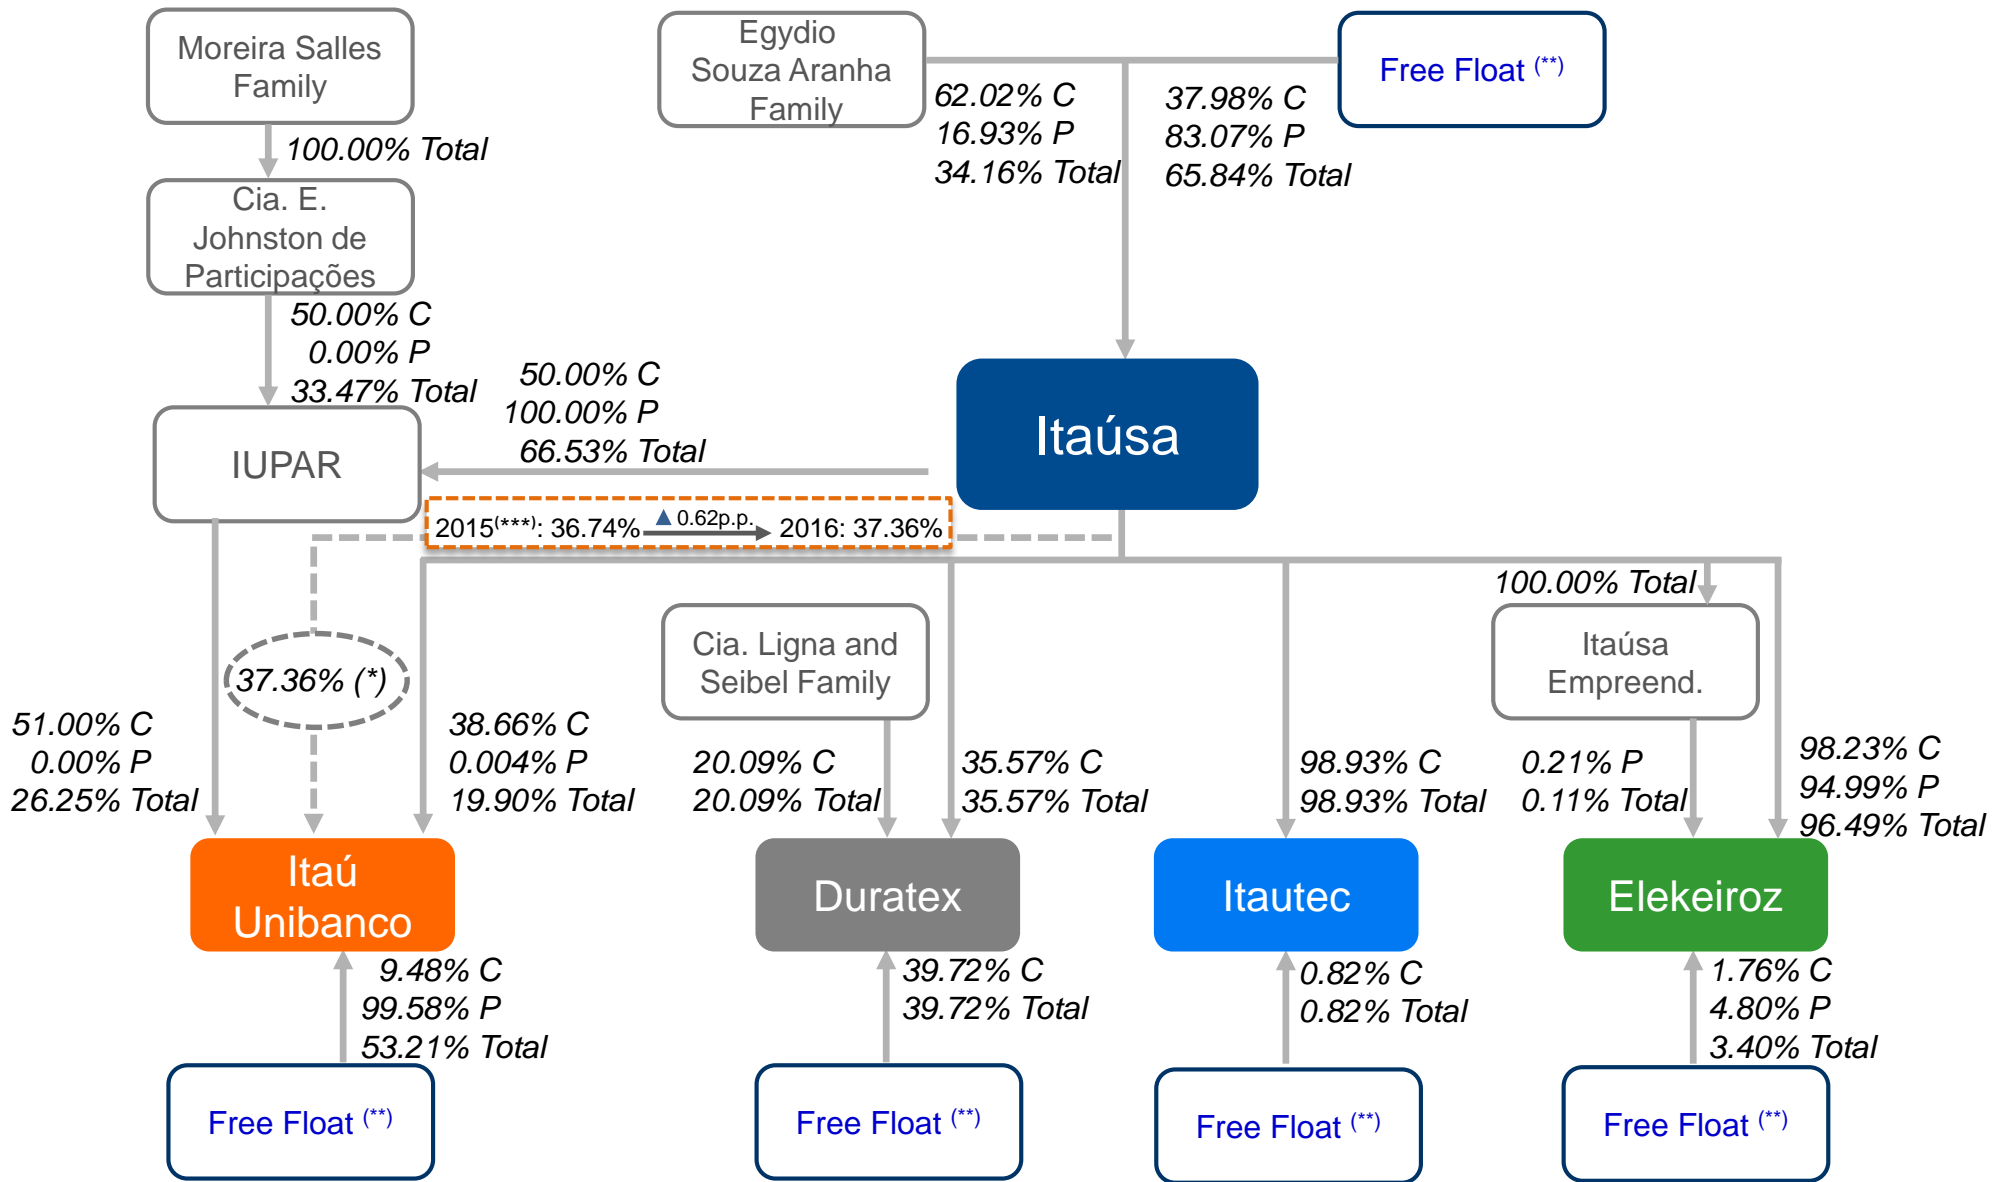 Moreira Salles
Family
Egydio
Souza Aranha
Family
Free Float (**)
100.00% Total
62.02% C
16.93% P
34.16% Total
37.98% C
83.07% P
65.84% Total
Cia. E.
Johnston de
Participações
50.00% C
0.00% P
33.47% Total
50.00% C
100.00% P
66.53% Total
Itaúsa
IUPAR
2015(***): 36.74% ▲ 0.62p.p. 2016: 37.36%
100.00% Total
Cia. Ligna and
Seibel Family
Itaúsa
Empreend.
37.36% (*)
51.00% C
0.00% P
26.25% Total
38.66% C
0.004% P
19.90% Total
20.09% C
20.09% Total
35.57% C
35.57% Total
98.93% C
98.93% Total
0.21% P
0.11% Total
98.23% C
94.99% P
96.49% Total
Itaú
Unibanco
Duratex
Itautec
Elekeiroz
9.48% C
99.58% P
53.21% Total
39.72% C
39.72% Total
0.82% C
0.82% Total
1.76% C
4.80% P
3.40% Total
Free Float (**)
Free Float (**)
Free Float (**)
Free Float (**)